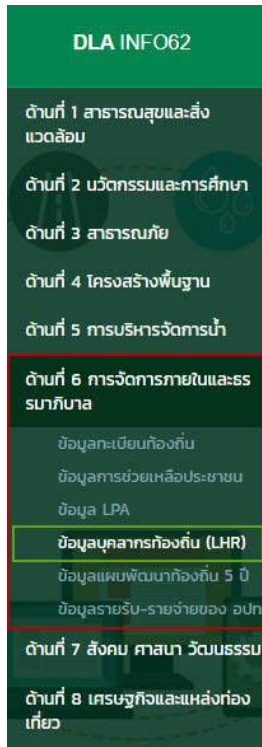 DLA INFO62
ด้านที่ 1 สาธารณสุขและสิ่ง
แวดล้อม
ด้านที่ 2 นวัตกรรมและการศึกษา
ด้านที่ 3 สาธารณภัย
ด้านที่ 4 โครงสร้างพื้นฐาน
ด้านที่ 5 การบริหารจัดการน้ำ
ด้านที่ 6 การจัดการภายในและธร
รมาภิบาล
ข้อมูลทะเบียนท้องถิ่น
ข้อมูลการช่วยเหลือประชาชน
ข้อมูล LPA
ข้อมูลบุคลากรท้องถิ่น (LHR)
ข้อมูลแผนพัฒนาท้องถิ่น 5 ปี
ข้อมูลรายรับ-รายจ่ายของ อปท
ด้านที่ 7 สังคม ศาสนา วัฒนธรรม
ด้านที่ 8 เศรษฐกิจและแหล่งท่อง
เที่ยว